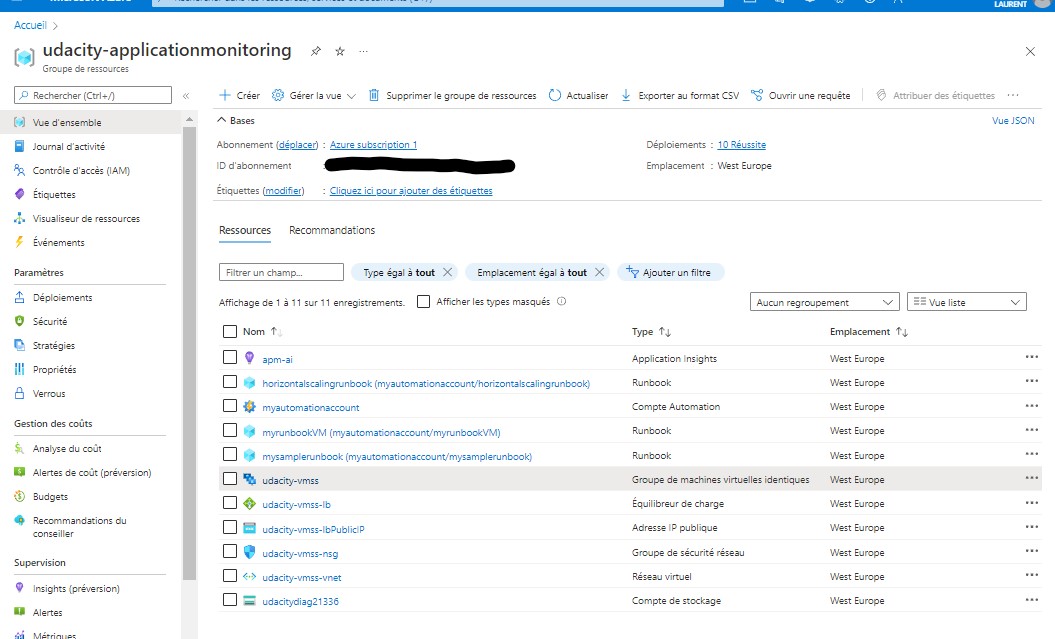 Microsoft Azure
Rechercher dans les ressources, services et documents (G+/)
LAURENT
Accueil >
udacity-applicationmonitoring
Groupe de ressources
Rechercher (Ctrl+/)
Vue d'ensemble
Journal d'activité
Contrôle d'accès (IAM)
Étiquettes
Visualiseur de ressources
Événements
Paramètres
Déploiements
Sécurité
Stratégies
Propriétés
Verrous
Gestion des coûts
Analyse du coût
Alertes de coût (préversion)
Budgets
Recommandations du
conseiller
Supervision
Insights (préversion)
Alertes
Métriques
Créer Gérer la vue Supprimer le groupe de ressources Actualiser Exporter au format CSV Ouvrir une requête Attribuer des étiquettes ...
Bases
Vue JSON
Abonnement (déplacer) : Azure subscription 1
ID d'abonnement
Étiquettes (modifier) : Cliquez ici pour ajouter des étiquettes
Déploiements : 10 Réussite
Emplacement : West Europe
Ressources Recommandations
Filtrer un champ... Type égal à tout Emplacement égal à tout Ajouter un filtre
Affichage de 1 à 11 sur 11 enregistrements. Afficher les types masqués
Aucun regroupement Vue liste
Nom Type Emplacement
apm-ai Application Insights West Europe
horizontalscalingrunbook (myautomationaccount/horizontalscalingrunbook) Runbook West Europe
myautomationaccount Compte Automation West Europe
myrunbookVM (myautomationaccount/myrunbookVM) Runbook West Europe
mysamplerunbook (myautomationaccount/mysamplerunbook) Runbook West Europe
udacity-vmss Groupe de machines virtuelles identiques West Europe
udacity-vmss-lb Équilibreur de charge West Europe
udacity-vmss-lbPublicIP Adresse IP publique West Europe
udacity-vmss-nsg Groupe de sécurité réseau West Europe
udacity-vmss-vnet Réseau virtuel West Europe
udacitydiag21336 Compte de stockage West Europe